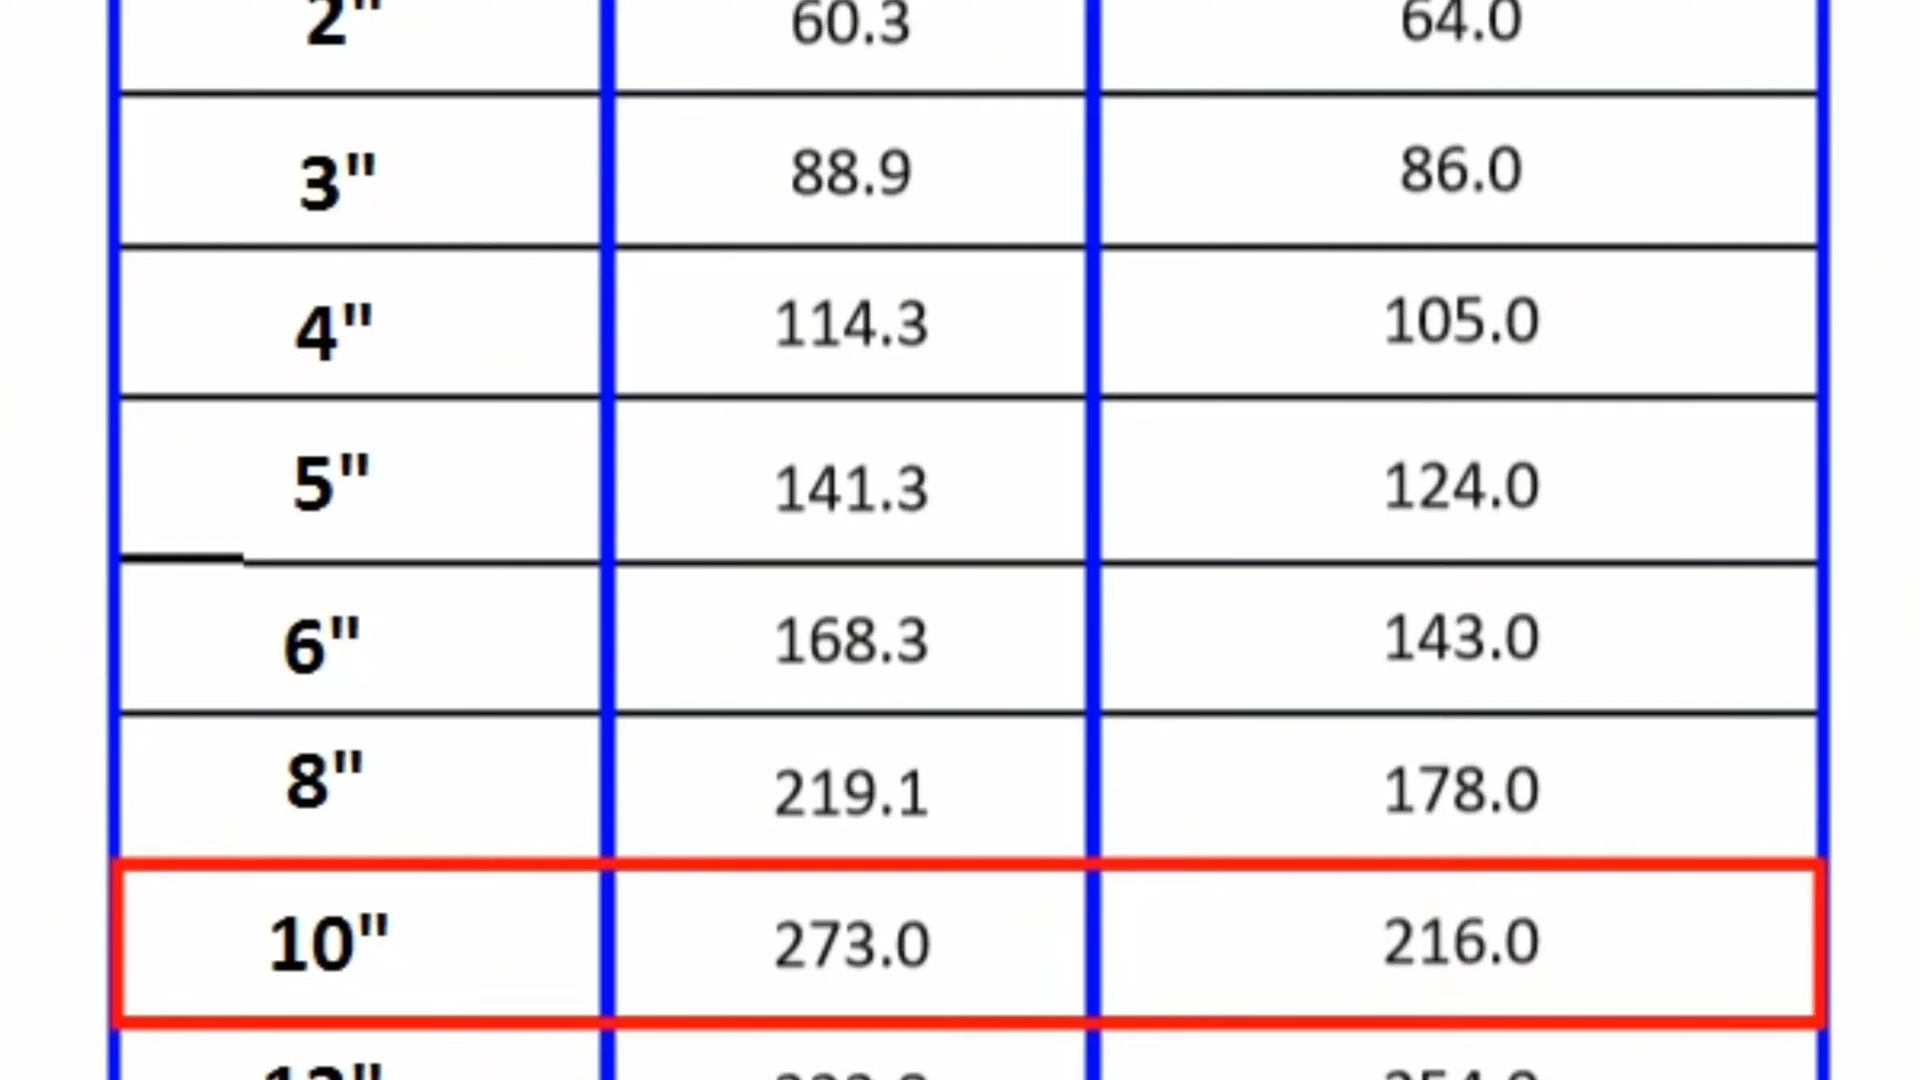 2" 60.3 64.0
3" 88.9 86.0
4" 114.3 105.0
5" 141.3 124.0
6" 168.3 143.0
8" 219.1 178.0
10" 273.0 216.0